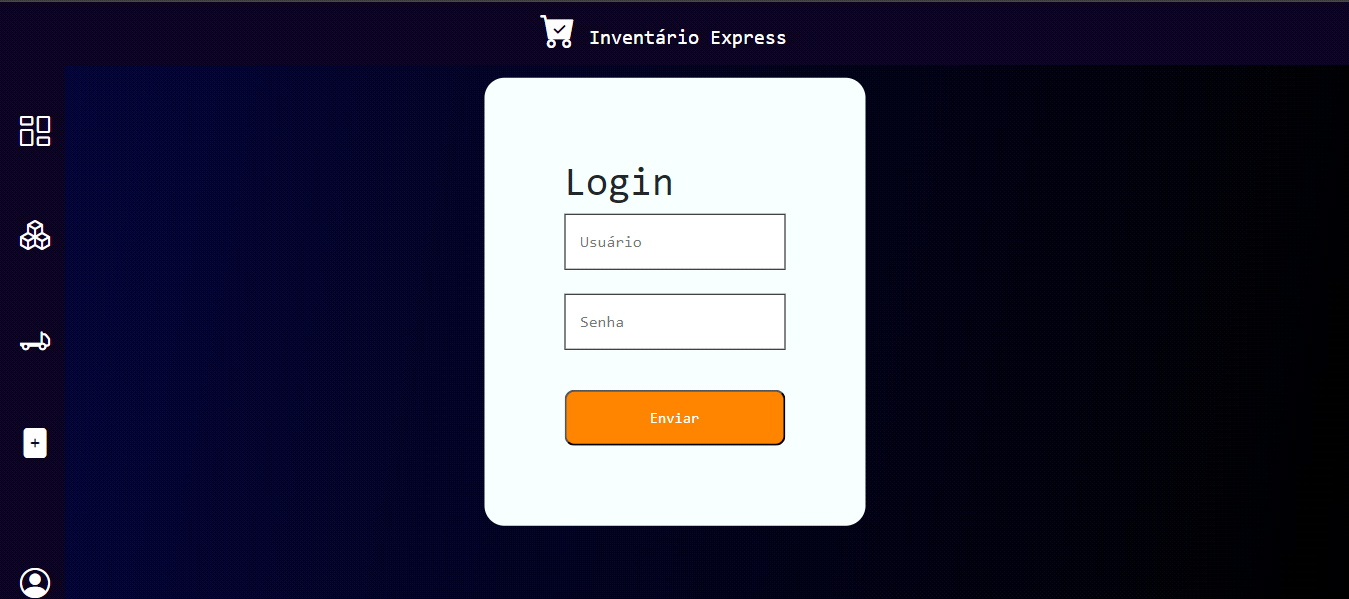 Inventário Express
Login
Usuário
Senha
Enviar